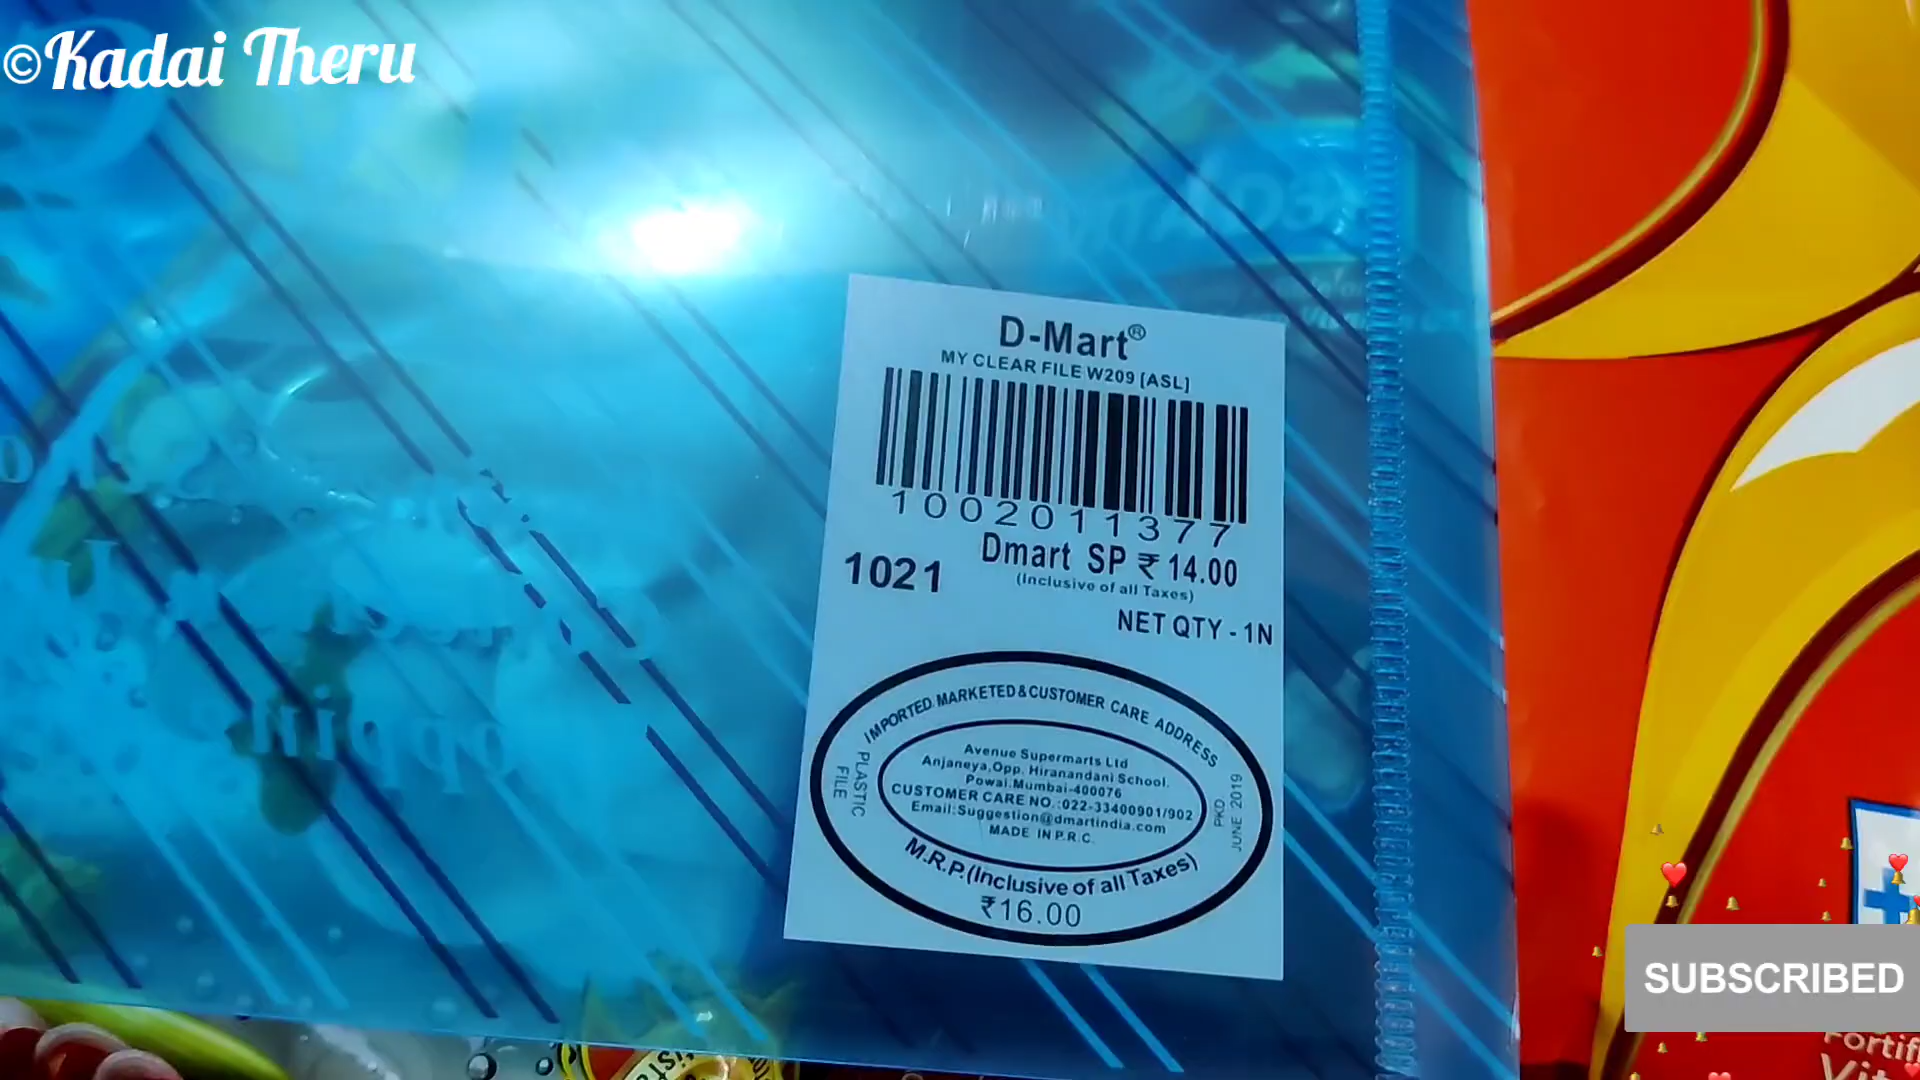 ©Kadai Theru
D-Mart®
MY CLEAR FILE W209 [ASL]
1002011377
Dmart SP ₹ 14.00
(Inclusive of all Taxes)
1021
NET QTY - 1N
IMPORTED MARKETED & CUSTOMER CARE ADDRESS
PLASTIC
FILE
Avenue Supermarts Ltd
Anjaneya,Opp. Hiranandani School.
Powai.Mumbai-400076
CUSTOMER CARE NO.:022-33400901/902
Email:Suggestion@dmartindia.com
MADE IN P.R.C.
PKD
JUNE 2019
M.R.P.(Inclusive of all Taxes)
₹16.00
SUBSCRIBED